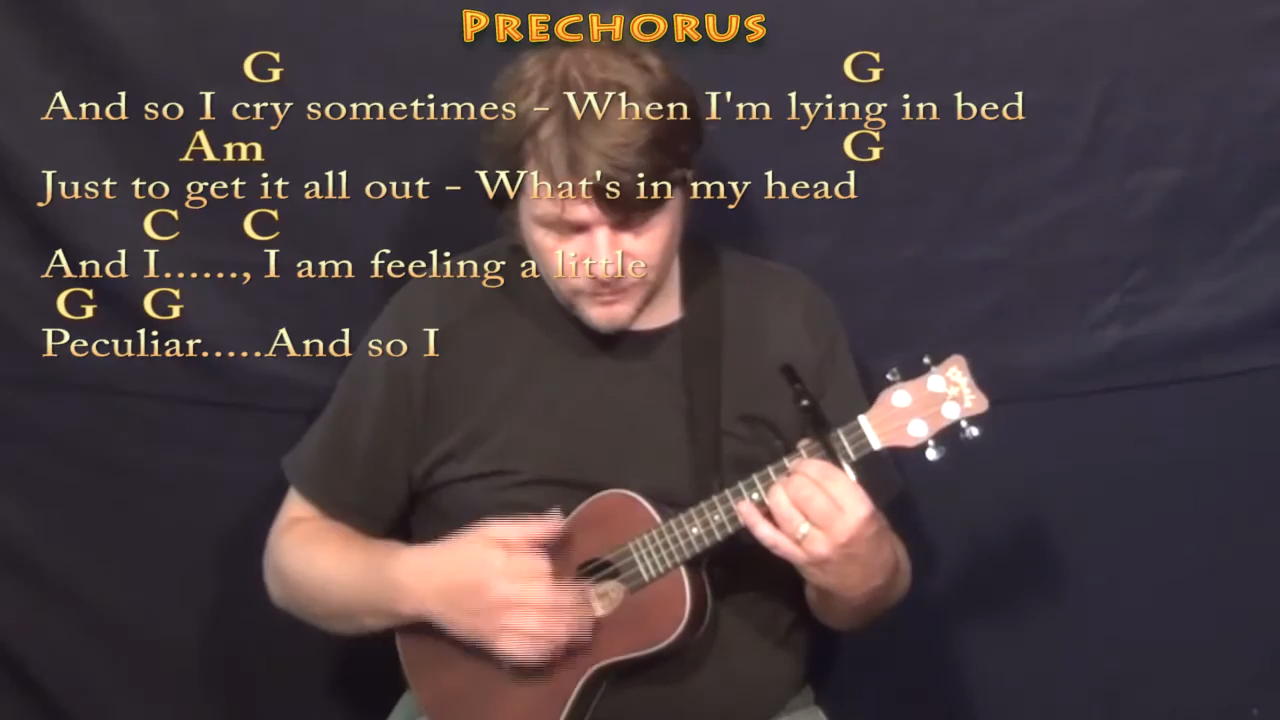 PRECHORUS
G G
And so I cry sometimes - When I'm lying in bed
Am G
Just to get it all out - What's in my head
C C
And I......, I am feeling a little
G G
Peculiar.....And so I